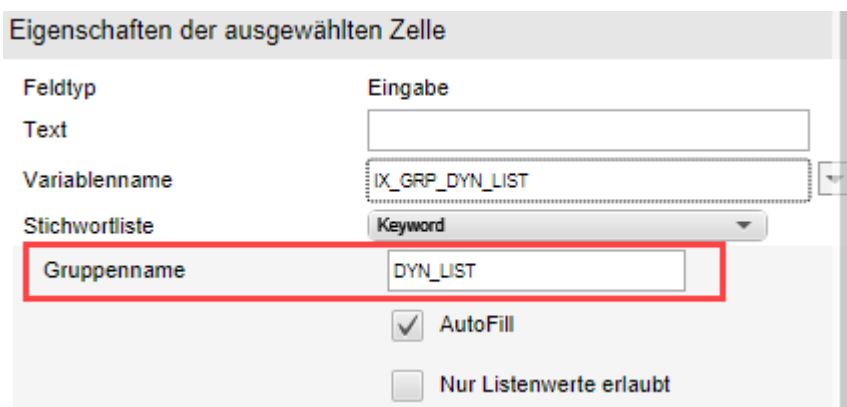 Eigenschaften der ausgewählten Zelle
Feldtyp Eingabe
Text
Variablenname IX_GRP_DYN_LIST
Stichwortliste Keyword
Gruppenname DYN_LIST
AutoFill
Nur Listenwerte erlaubt